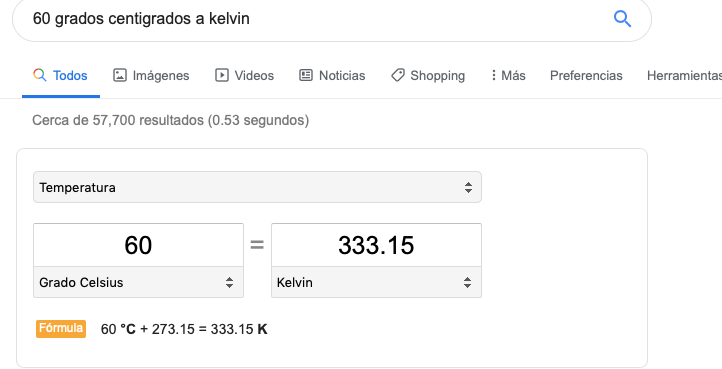 60 grados centigrados a kelvin
Todos Imágenes Videos Noticias Shopping Más Preferencias Herramientas
Cerca de 57,700 resultados (0.53 segundos)
Temperatura
60 = 333.15
Grado Celsius Kelvin
Fórmula 60 °C + 273.15 = 333.15 K